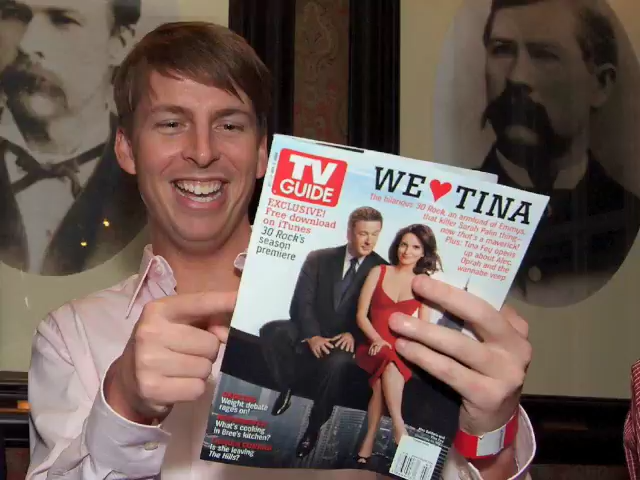 TV
GUIDE
WE ♥ TINA
The hilarious 30 Rock, an armload of Emmys,
that killer Sarah Palin thing—
now that's a maverick!
Plus: Tina Fey opens
up about Alec,
Oprah and the
wannabe veep
EXCLUSIVE!
Free download
on iTunes
30 Rock's
season
premiere
Weight debate
rages on!
What's cooking
in Bree's kitchen?
Is she leaving
The Hills?